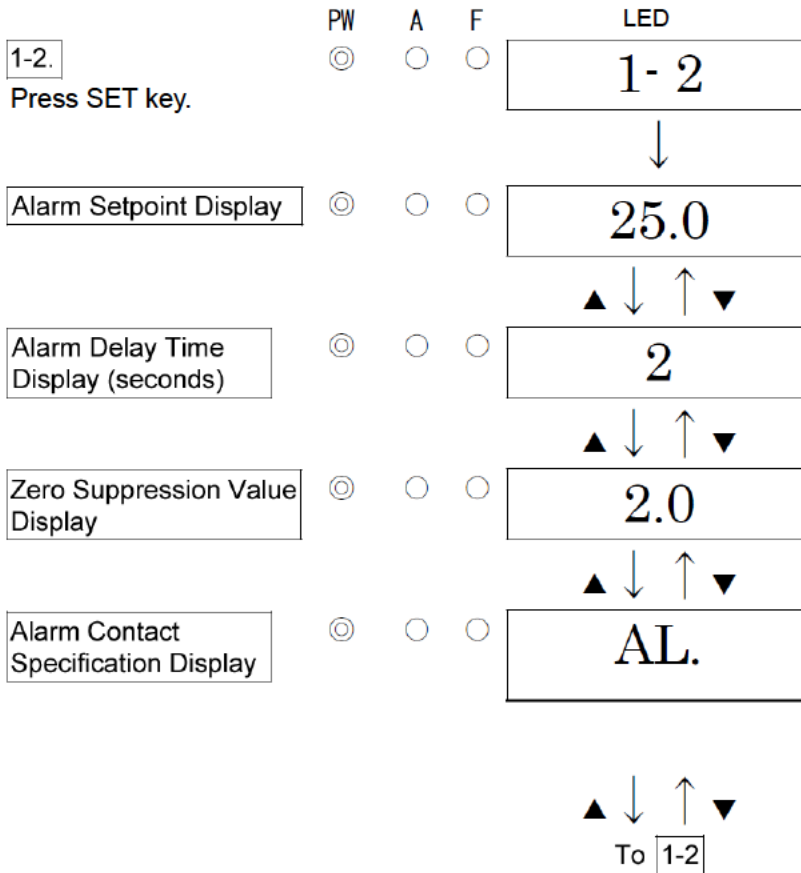 PW A F LED
1-2.
Press SET key.
1- 2
↓
Alarm Setpoint Display
25.0
▲ ↓ ↑ ▼
Alarm Delay Time
Display (seconds)
2
▲ ↓ ↑ ▼
Zero Suppression Value
Display
2.0
▲ ↓ ↑ ▼
Alarm Contact
Specification Display
AL.
▲ ↓ ↑ ▼
To 1-2